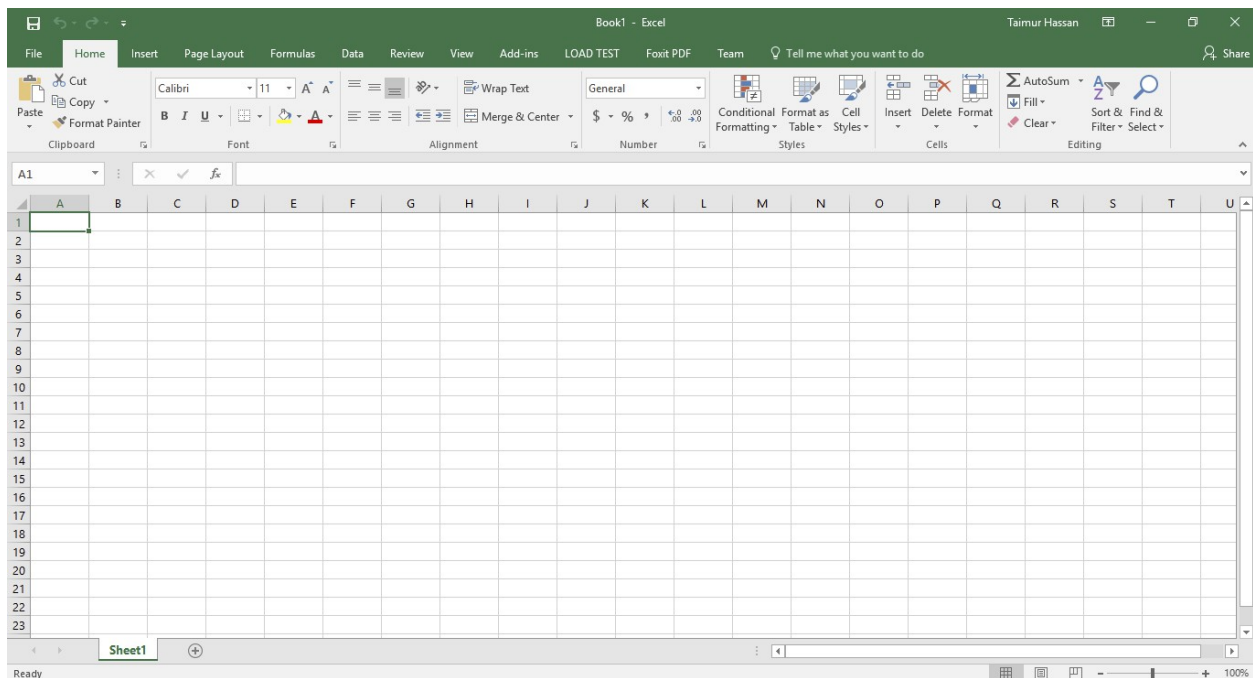 Book1 - Excel
Taimur Hassan
File Home Insert Page Layout Formulas Data Review View Add-ins LOAD TEST Foxit PDF Team Tell me what you want to do Share
Paste
Cut
Copy
Format Painter
Clipboard
Calibri 11 A A
B I U A
Font
Wrap Text
Merge & Center
Alignment
General
$ % , .0 .00 .00 .0
Number
Conditional Formatting
Format as Table
Cell Styles
Styles
Insert Delete Format
Cells
AutoSum
Fill
Clear
Sort & Filter
Find & Select
Editing
A1 fx
A B C D E F G H I J K L M N O P Q R S T U
1
2
3
4
5
6
7
8
9
10
11
12
13
14
15
16
17
18
19
20
21
22
23
Sheet1
Ready 100%